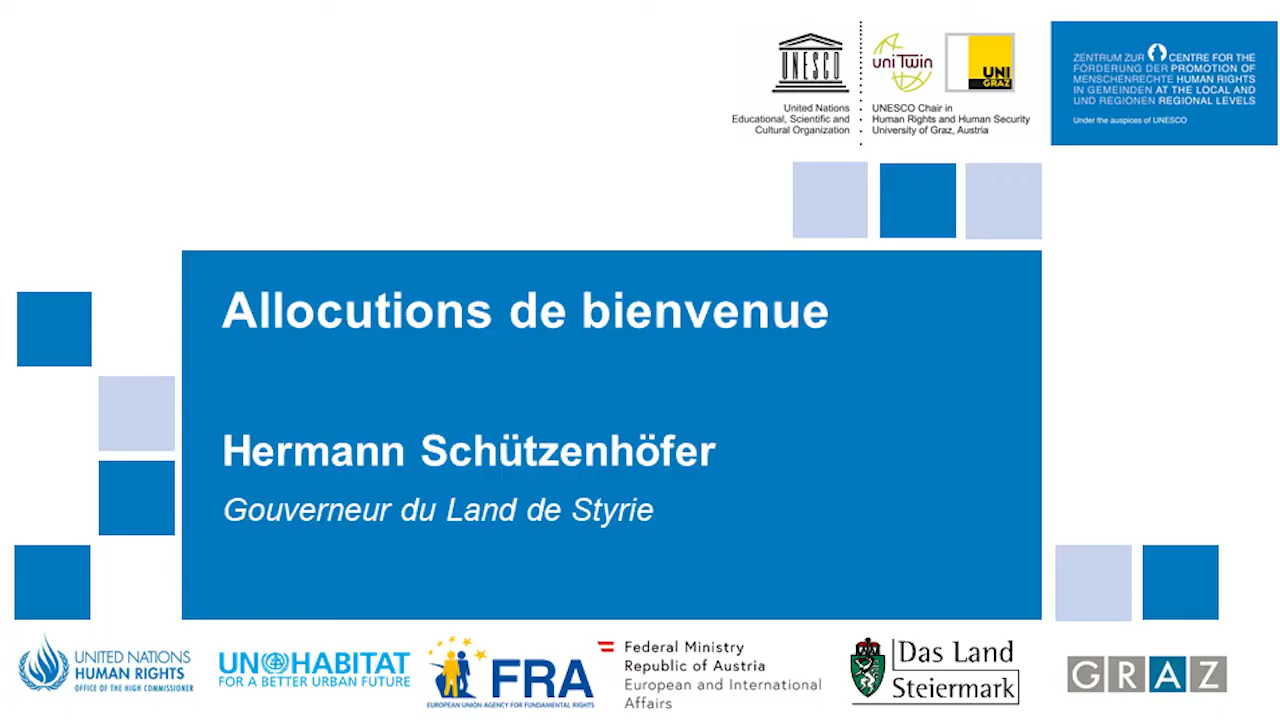 UNESCO
United Nations
Educational, Scientific and
Cultural Organization
uniTwin
UNI
GRAZ
UNESCO Chair in
Human Rights and Human Security
University of Graz, Austria
ZENTRUM ZUR CENTRE FOR THE
FÖRDERUNG DER PROMOTION OF
MENSCHENRECHTE HUMAN RIGHTS
IN GEMEINDEN AT THE LOCAL AND
UND REGIONEN REGIONAL LEVELS
Under the auspices of UNESCO
Allocutions de bienvenue
Hermann Schützenhöfer
Gouverneur du Land de Styrie
UNITED NATIONS
HUMAN RIGHTS
OFFICE OF THE HIGH COMMISSIONER
UN HABITAT
FOR A BETTER URBAN FUTURE
FRA
EUROPEAN UNION AGENCY FOR FUNDAMENTAL RIGHTS
Federal Ministry
Republic of Austria
European and International
Affairs
Das Land
Steiermark
GRAZ